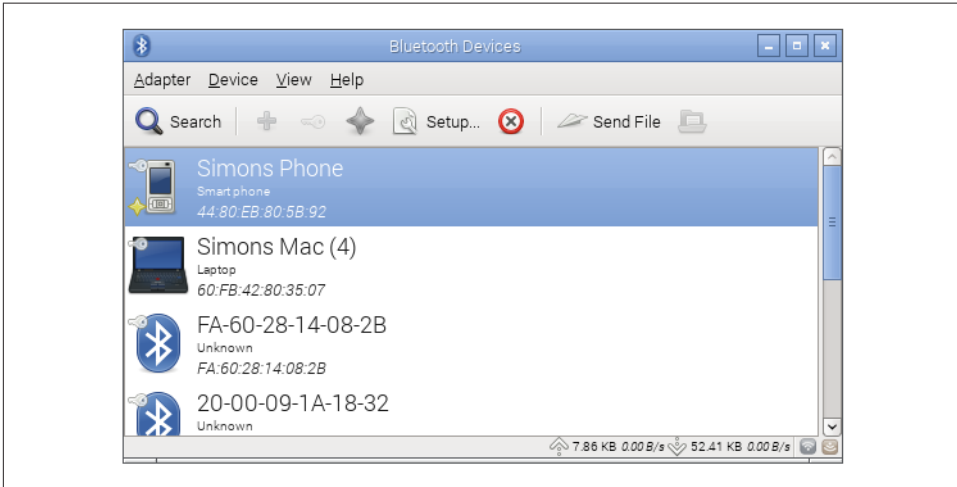 Bluetooth Devices
Adapter Device View Help
Search Setup... Send File
Simons Phone
Smartphone
44:80:EB:80:5B:92
Simons Mac (4)
Laptop
60:FB:42:80:35:07
FA-60-28-14-08-2B
Unknown
FA:60:28:14:08:2B
20-00-09-1A-18-32
Unknown
7.86 KB 0.00 B/s 52.41 KB 0.00 B/s